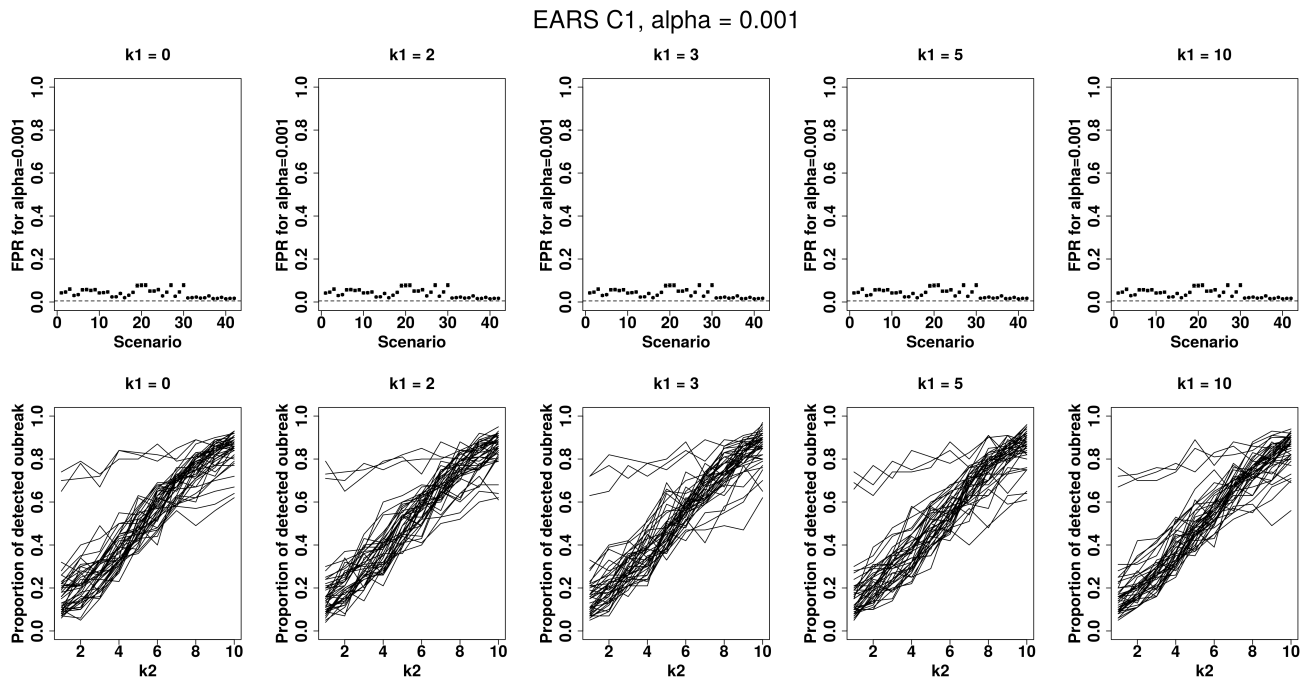 EARS C1, alpha = 0.001
k1 = 0
k1 = 2
k1 = 3
k1 = 5
k1 = 10
FPR for alpha=0.001
0.0 0.2 0.4 0.6 0.8 1.0
0 10 20 30 40
Scenario
FPR for alpha=0.001
0.0 0.2 0.4 0.6 0.8 1.0
0 10 20 30 40
Scenario
FPR for alpha=0.001
0.0 0.2 0.4 0.6 0.8 1.0
0 10 20 30 40
Scenario
FPR for alpha=0.001
0.0 0.2 0.4 0.6 0.8 1.0
0 10 20 30 40
Scenario
FPR for alpha=0.001
0.0 0.2 0.4 0.6 0.8 1.0
0 10 20 30 40
Scenario
k1 = 0
k1 = 2
k1 = 3
k1 = 5
k1 = 10
Proportion of detected oubreak
0.0 0.2 0.4 0.6 0.8 1.0
2 4 6 8 10
k2
Proportion of detected oubreak
0.0 0.2 0.4 0.6 0.8 1.0
2 4 6 8 10
k2
Proportion of detected oubreak
0.0 0.2 0.4 0.6 0.8 1.0
2 4 6 8 10
k2
Proportion of detected oubreak
0.0 0.2 0.4 0.6 0.8 1.0
2 4 6 8 10
k2
Proportion of detected oubreak
0.0 0.2 0.4 0.6 0.8 1.0
2 4 6 8 10
k2